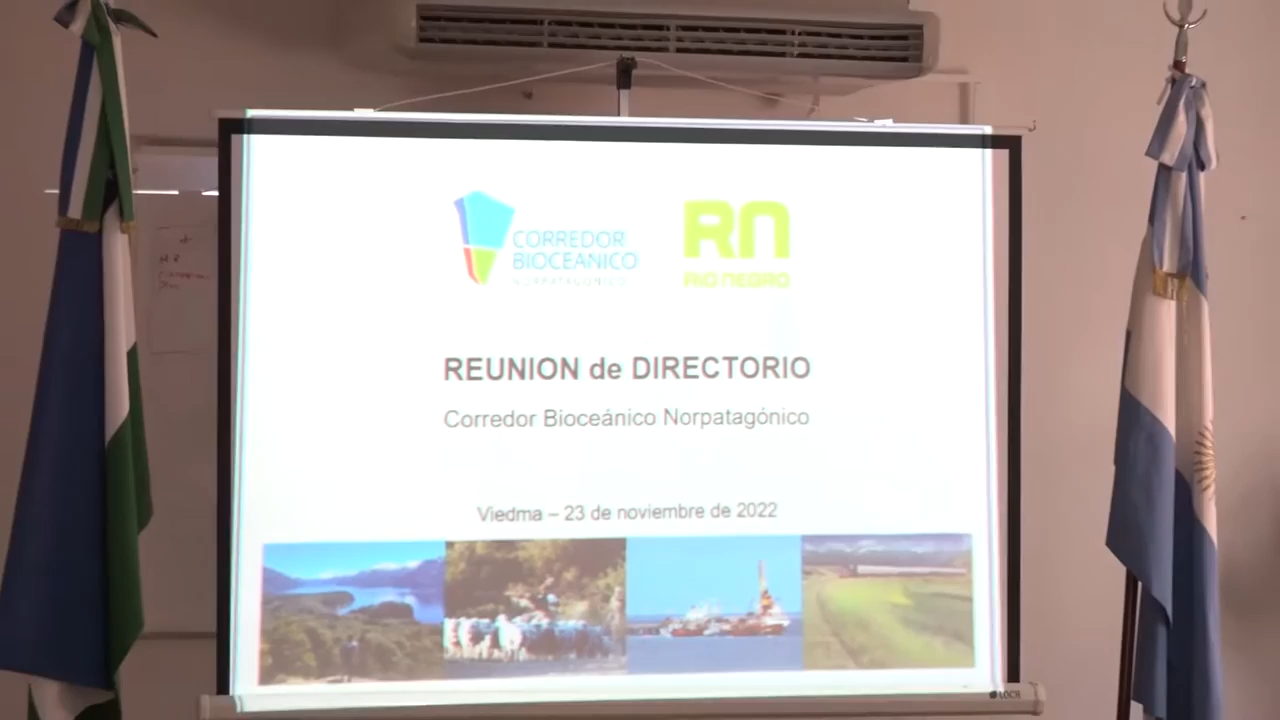 CORREDOR
BIOCEANICO
NORPATAGONICO
RN
RIO NEGRO
REUNION de DIRECTORIO
Corredor Bioceánico Norpatagónico
Viedma – 23 de noviembre de 2022